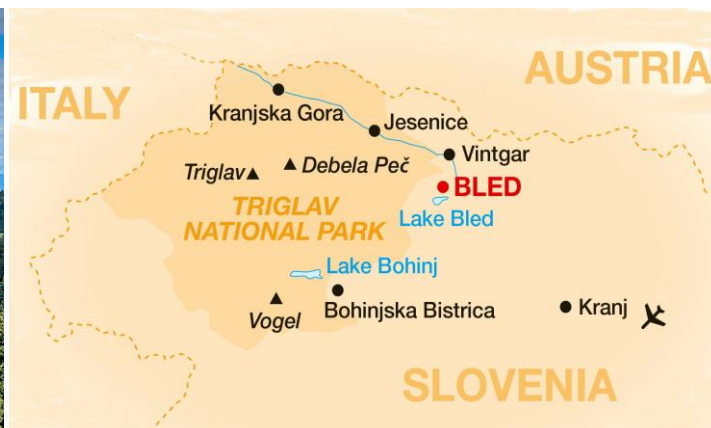 AUSTRIA
ITALY
Kranjska Gora
Jesenice
Vintgar
Debela Peč
Triglav
BLED
TRIGLAV
NATIONAL PARK
Lake Bled
Lake Bohinj
Bohinjska Bistrica
Kranj
Vogel
SLOVENIA